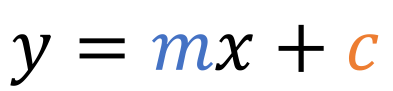 y = mx + c